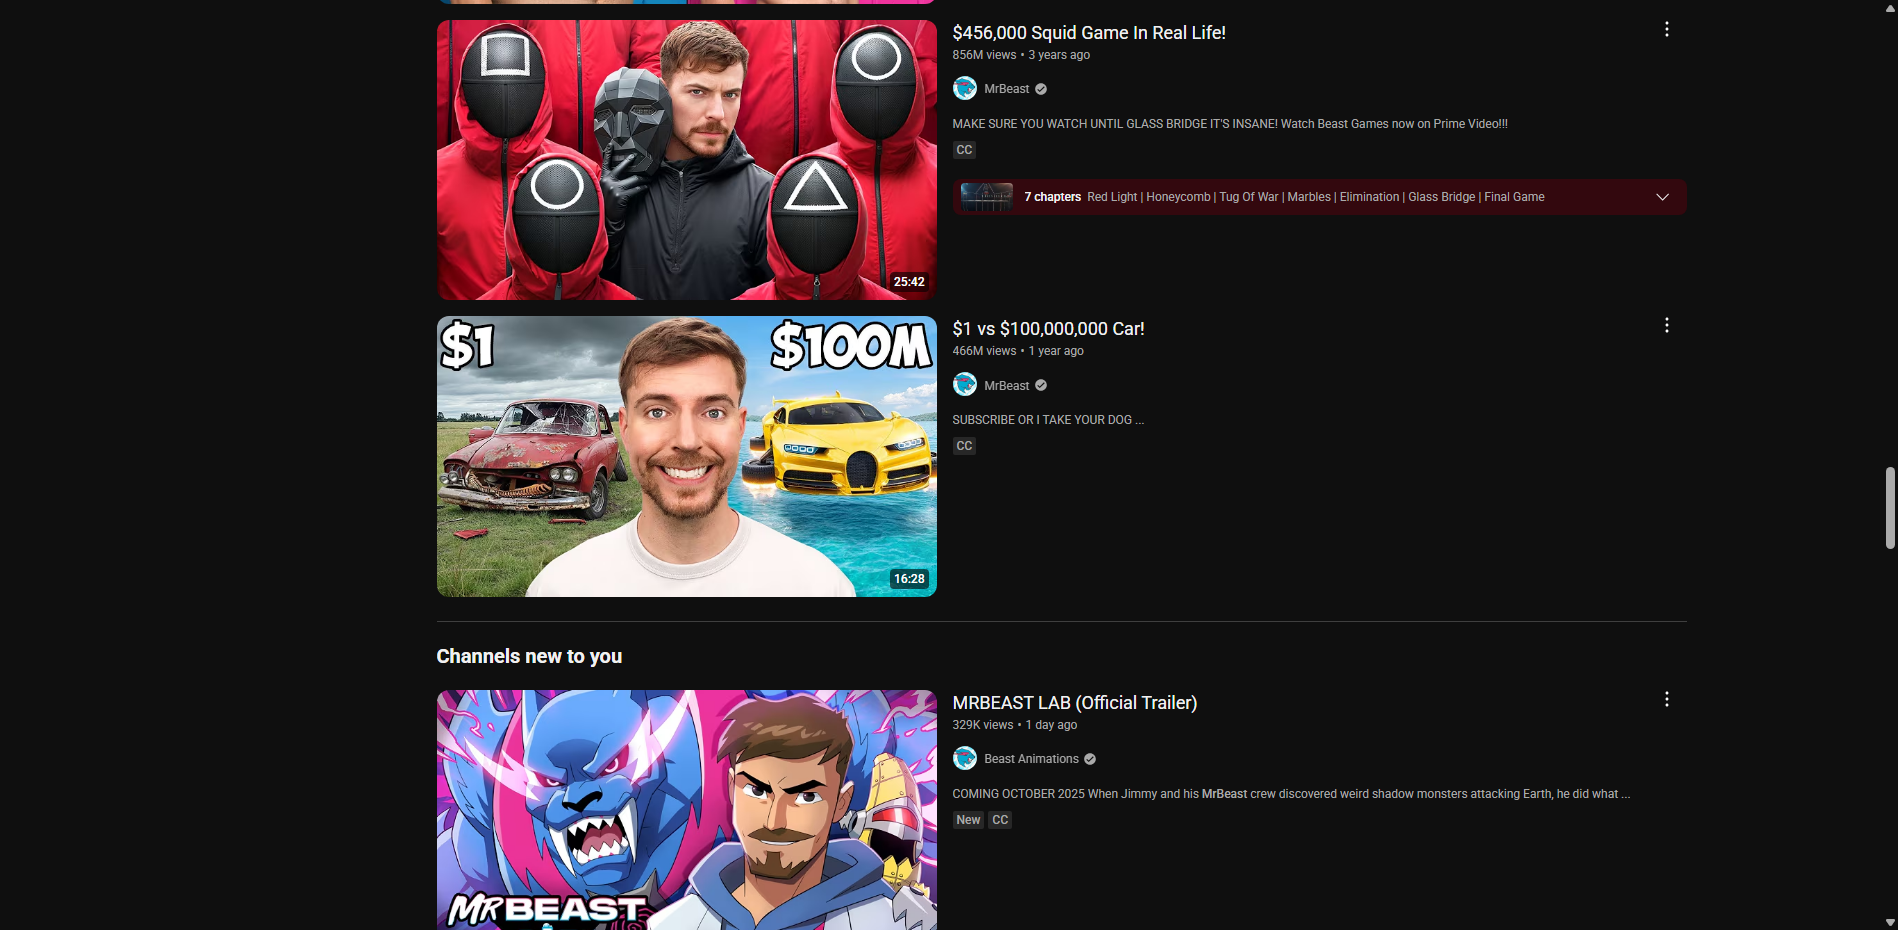 $456,000 Squid Game In Real Life!
856M views • 3 years ago
MrBeast
MAKE SURE YOU WATCH UNTIL GLASS BRIDGE IT'S INSANE! Watch Beast Games now on Prime Video!!!
CC
7 chapters Red Light | Honeycomb | Tug Of War | Marbles | Elimination | Glass Bridge | Final Game
25:42
$1 $100M
16:28
$1 vs $100,000,000 Car!
466M views • 1 year ago
MrBeast
SUBSCRIBE OR I TAKE YOUR DOG ...
CC
Channels new to you
MRBEAST
MRBEAST LAB (Official Trailer)
329K views • 1 day ago
Beast Animations
COMING OCTOBER 2025 When Jimmy and his MrBeast crew discovered weird shadow monsters attacking Earth, he did what ...
New CC